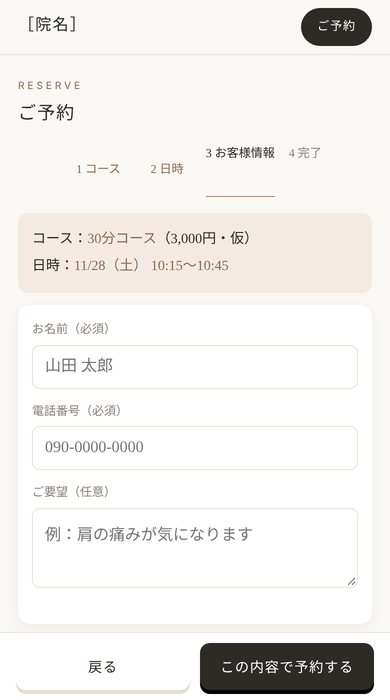 ［院名］
ご予約
RESERVE
ご予約
1 コース
2 日時
3 お客様情報
4 完了
コース：30分コース（3,000円・仮）
日時：11/28（土） 10:15〜10:45
お名前（必須）
山田 太郎
電話番号（必須）
090-0000-0000
ご要望（任意）
例：肩の痛みが気になります
戻る
この内容で予約する